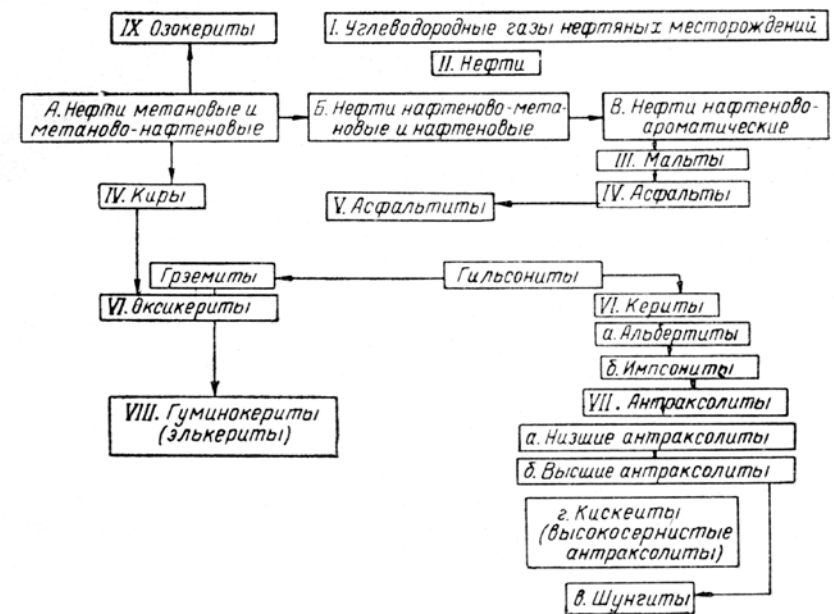 IX Озокериты
I. Углеводородные газы нефтяных месторождений
II. Нефти
А. Нефти метановые и
метаново-нафтеновые
Б. Нефти нафтеново-мета-
новые и нафтеновые
В. Нефти нафтеново-
ароматические
III. Мальты
IV. Киры
IV. Асфальты
V. Асфальтиты
Грэмиты
Гильсониты
VI. Оксикериты
VI. Кериты
а. Альбертиты
б. Импсониты
VIII. Гуминокериты
(элькериты)
VII. Антраксолиты
а. Низшие антраксолиты
б. Высшие антраксолиты
г. Кискеиты
(высокосернистые
антраксолиты)
в. Шунгиты